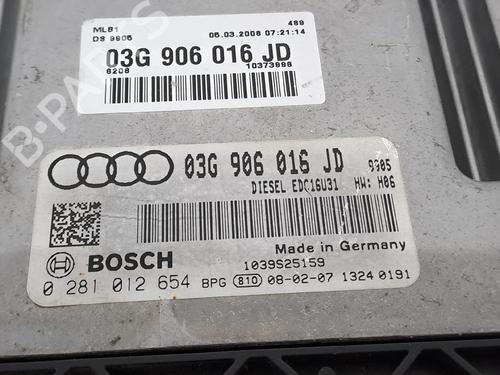 MLB1 489
DS 9905 05.03.2008 07:21:14
03G 906 016 JD
6208 10373998
B-PARTS
03G 906 016 JD 9305
DIESEL EDC16U31 HW: H06
Made in Germany
BOSCH 1039S25159
0 281 012 654 BPG 810 08-02-07 1324 0191